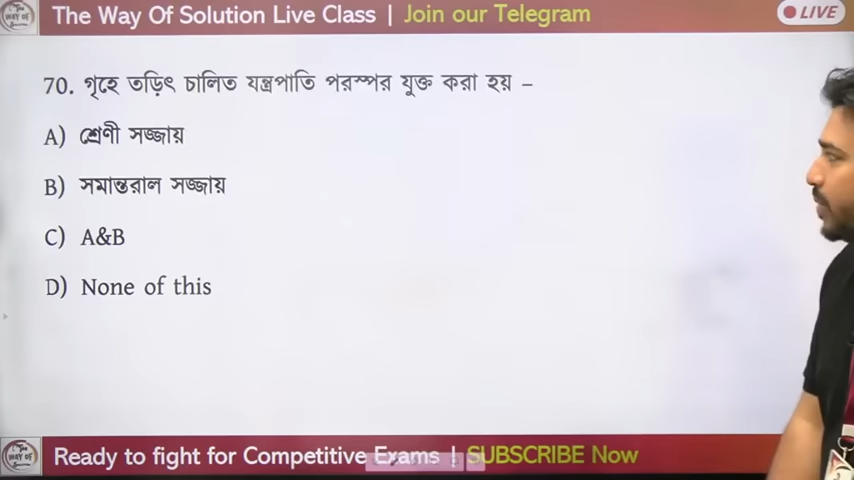 The Way Of Solution Live Class | Join our Telegram
LIVE
70. গৃহে তড়িৎ চালিত যন্ত্রপাতি পরস্পর যুক্ত করা হয় –
A) শ্রেণী সজ্জায়
B) সমান্তরাল সজ্জায়
C) A&B
D) None of this
Ready to fight for Competitive Exams | SUBSCRIBE Now